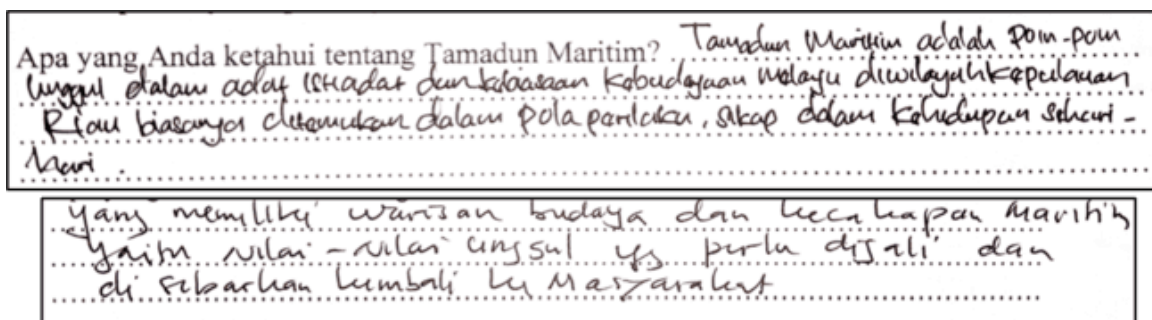 Apa yang Anda ketahui tentang Tamadun Maritim? Tamadun Maritim adalah poin-poin
unggul dalam adat istiadat dan kebiasaan kebudayaan melayu diwilayah kepulauan
Riau biasanya ditemukan dalam pola perilaku, sikap dalam kehidupan sehari-
hari.
yang memiliki warisan budaya dan kecakapan maritim
yaitu nilai-nilai unggul yg perlu digali dan
di sebarkan kembali ke masyarakat